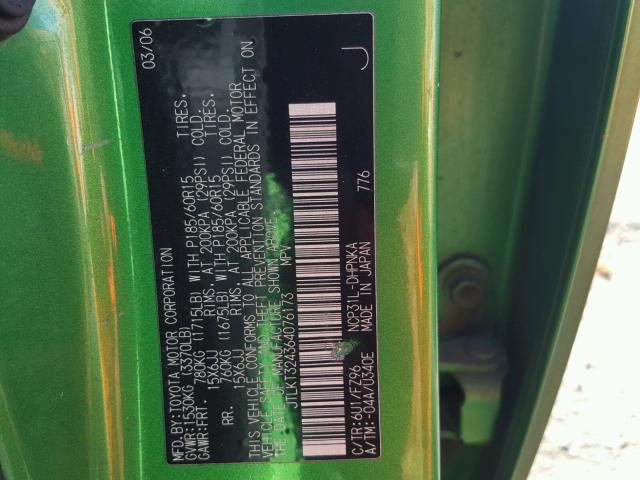 MFD.BY:TOYOTA MOTOR CORPORATION 03/06
GVWR:1530KG (3370LB)
GAWR:FRT. 780KG (1715LB) WITH P185/60R15 TIRES.
15X6JJ RIMS, AT 200KPA (29PSI) COLD.
RR. 760KG (1675LB) WITH P185/60R15 TIRES.
15X6JJ RIMS, AT 200KPA (29PSI) COLD.
THIS VEHICLE CONFORMS TO ALL APPLICABLE FEDERAL MOTOR
VEHICLE SAFETY AND THEFT PREVENTION STANDARDS IN EFFECT ON
THE DATE OF MANUFACTURE SHOWN ABOVE.
JTLKT324364076173 MPV
C/TR:6U1/FZ96 NCP31L-DHPNKA
A/TM:-04A/U340E MADE IN JAPAN 776
J